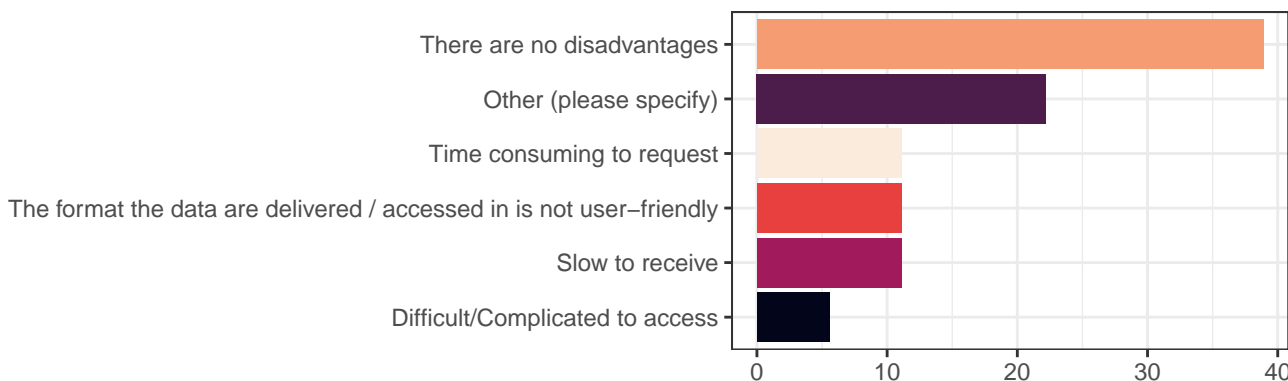 There are no disadvantages
Other (please specify)
Time consuming to request
The format the data are delivered / accessed in is not user−friendly
Slow to receive
Difficult/Complicated to access
0 10 20 30 40